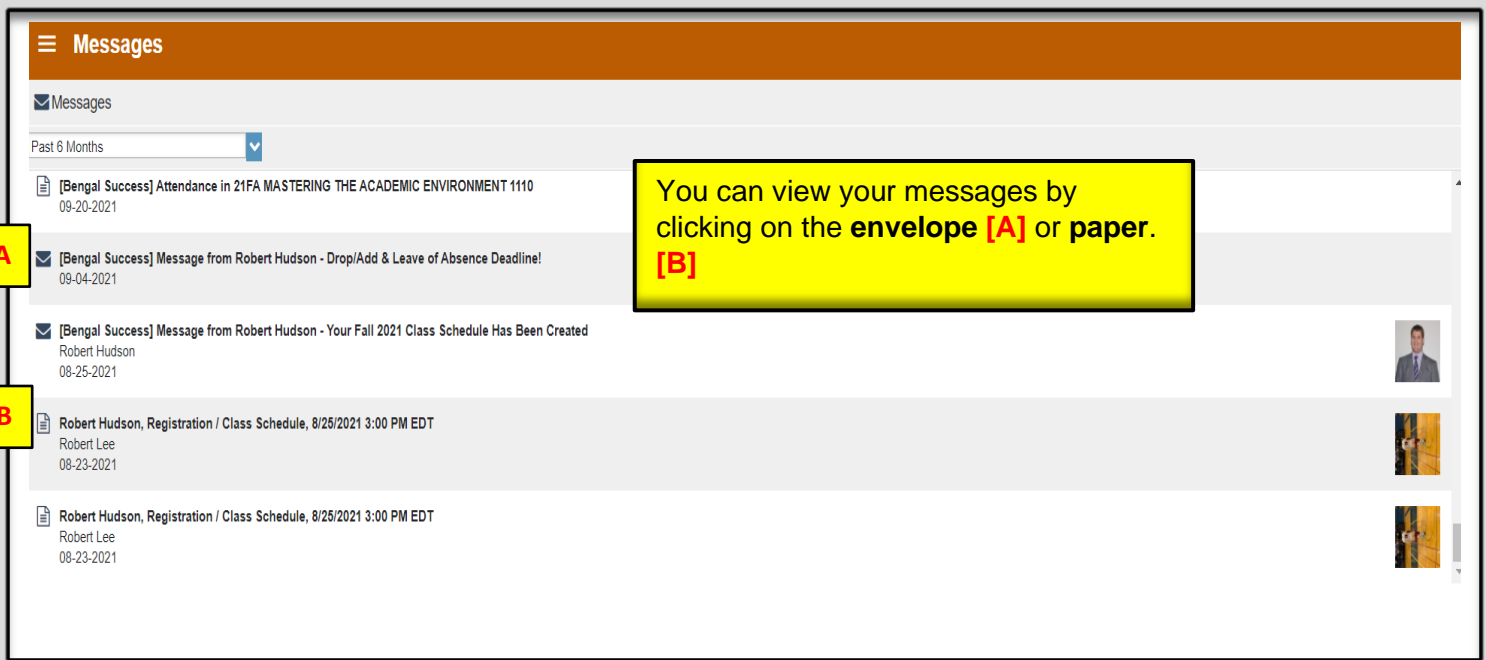 Messages
Messages
Past 6 Months
[Bengal Success] Attendance in 21FA MASTERING THE ACADEMIC ENVIRONMENT 1110
09-20-2021
You can view your messages by
clicking on the envelope [A] or paper.
[B]
A
[Bengal Success] Message from Robert Hudson - Drop/Add & Leave of Absence Deadline!
09-04-2021
[Bengal Success] Message from Robert Hudson - Your Fall 2021 Class Schedule Has Been Created
Robert Hudson
08-25-2021
B
Robert Hudson, Registration / Class Schedule, 8/25/2021 3:00 PM EDT
Robert Lee
08-23-2021
Robert Hudson, Registration / Class Schedule, 8/25/2021 3:00 PM EDT
Robert Lee
08-23-2021